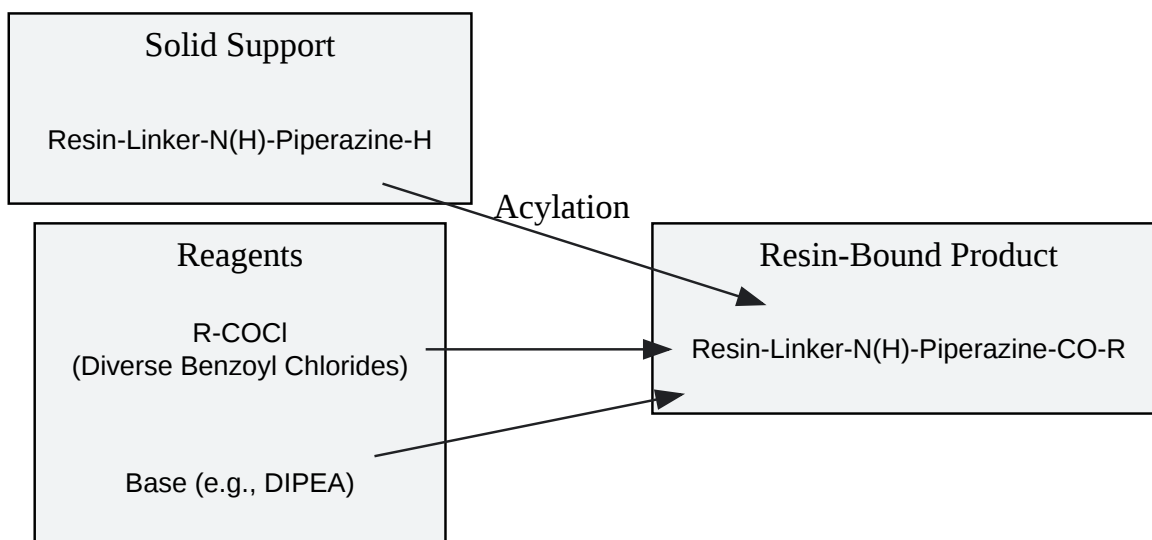 Solid Support
Resin-Linker-N(H)-Piperazine-H
Acylation
Reagents
R-COCl
(Diverse Benzoyl Chlorides)
Base (e.g., DIPEA)
Resin-Bound Product
Resin-Linker-N(H)-Piperazine-CO-R